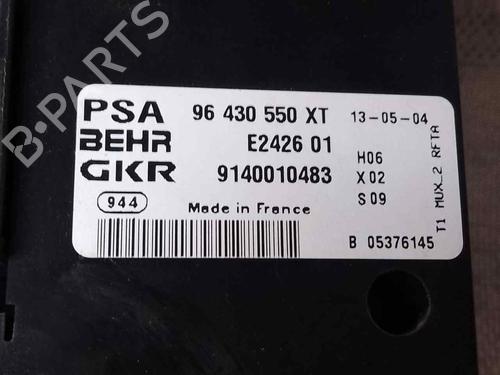 B-PARTS
PSA 96 430 550 XT 13-05-04
BEHR E2426 01
GKR 9140010483
H06
X02
S09
944
Made in France
B 05376145
T1 MUX_2 RFTA